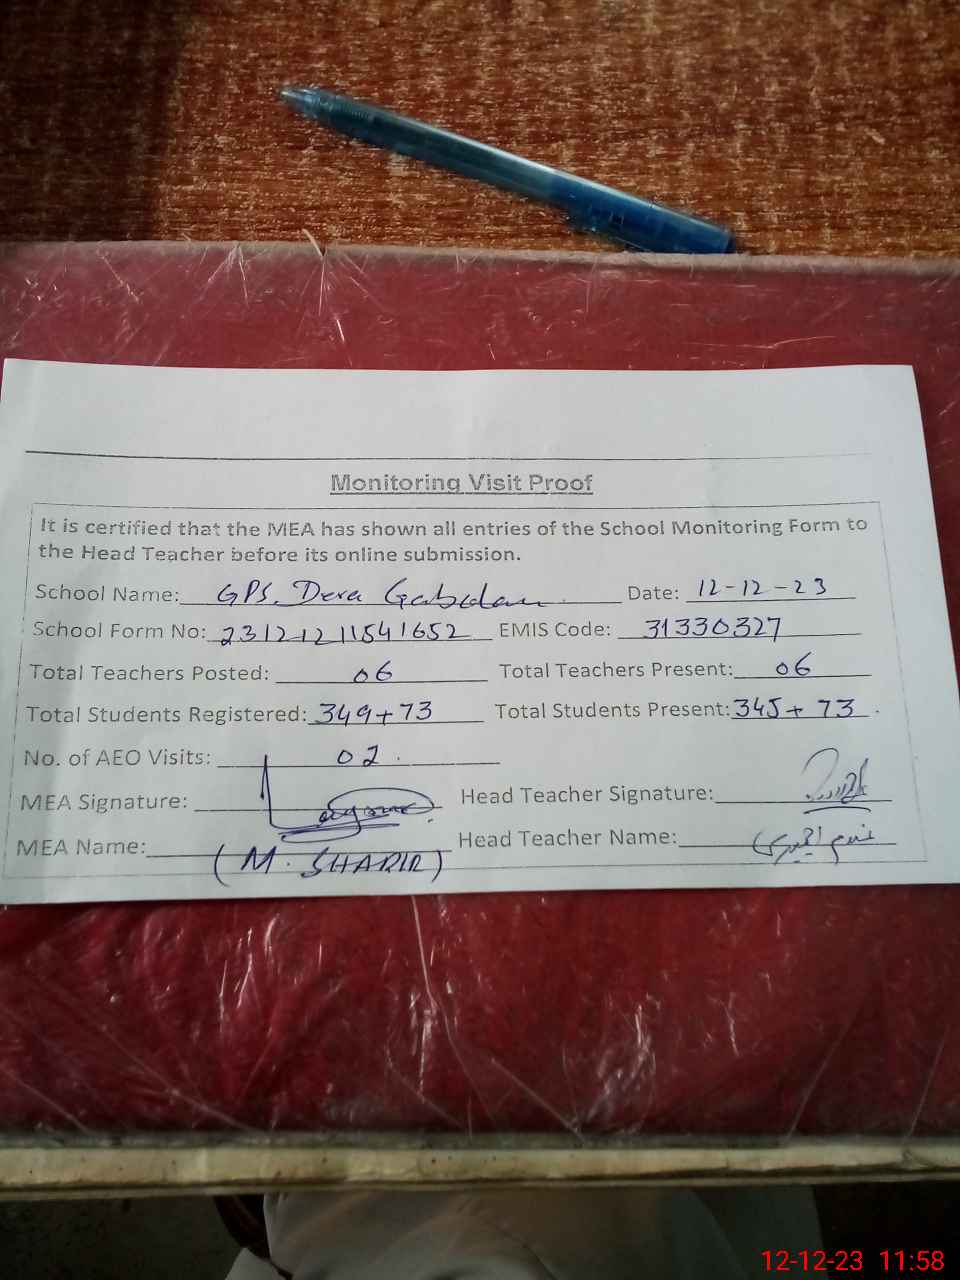 Monitoring Visit Proof
It is certified that the MEA has shown all entries of the School Monitoring Form to
the Head Teacher before its online submission.
School Name: GPS. Dera Date: 12-12-23
School Form No: 23121211541652 EMIS Code: 31330327
Total Teachers Posted: 06 Total Teachers Present: 06
Total Students Registered: 349+73 Total Students Present: 345+73
No. of AEO Visits: 02
MEA Signature: Head Teacher Signature:
MEA Name: (M. ) Head Teacher Name:
12-12-23 11:58